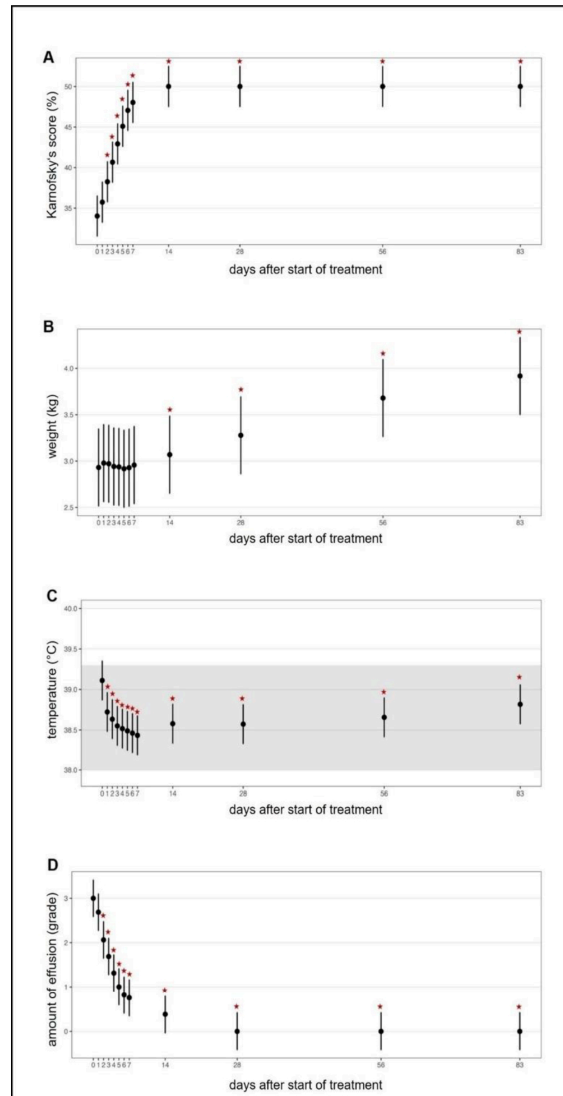 A
Karnofsky's score (%)
50
45
40
35
0 1 2 3 4 5 6 7 14 28 56 83
days after start of treatment
B
weight (kg)
4.0
3.5
3.0
2.5
0 1 2 3 4 5 6 7 14 28 56 83
days after start of treatment
C
temperature (°C)
40.0
39.5
39.0
38.5
38.0
0 1 2 3 4 5 6 7 14 28 56 83
days after start of treatment
D
amount of effusion (grade)
3
2
1
0
0 1 2 3 4 5 6 7 14 28 56 83
days after start of treatment